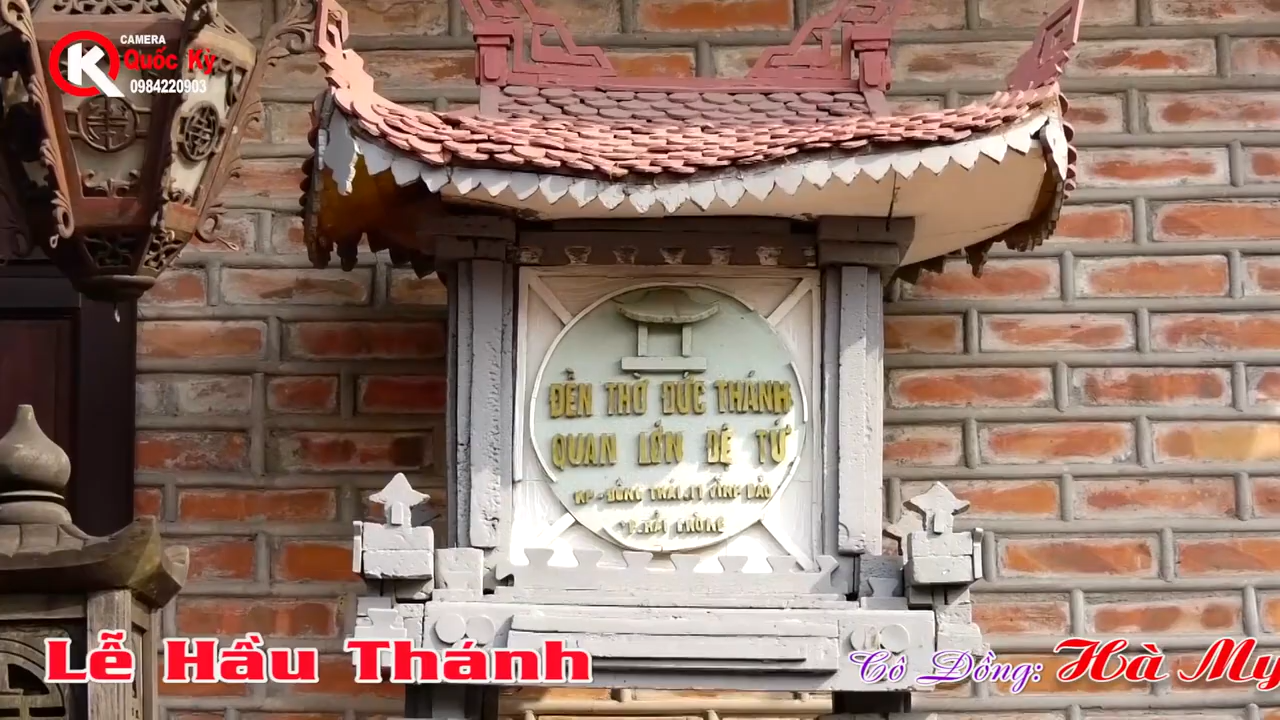 CAMERA
Quốc Kỳ
0984220903
ĐỀN THỜ ĐỨC THÁNH
QUAN LỚN ĐỆ TỨ
Lễ Hầu Thánh
Cô Đồng: Hà My